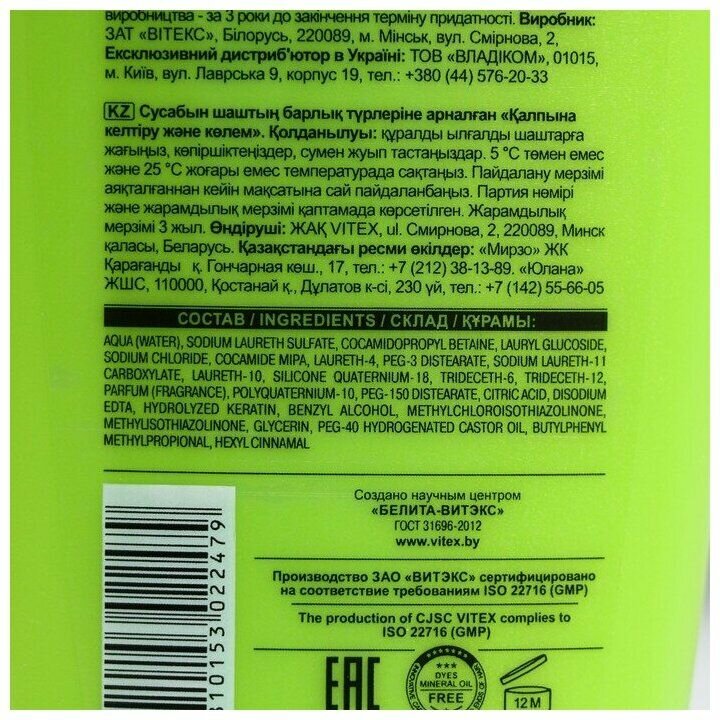 виробництва - за 3 роки до закінчення терміну придатності. Виробник:
ЗАТ «ВІТЕКС», Білорусь, 220089, м. Мінськ, вул. Смірнова, 2,
Ексклюзивний дистриб'ютор в Україні: ТОВ «ВЛАДІКОМ», 01015,
м. Київ, вул. Лаврська 9, корпус 19, тел.: +380 (44) 576-20-33
KZ Сусабын шаштың барлық түрлеріне арналған «Қалпына
келтіру және көлем». Қолданылуы: құралды ылғалды шаштарға
жағыңыз, көпіршіктеңіздер, сумен жуып тастаңыздар. 5 °С төмен емес
және 25 °С жоғары емес температурада сақтаңыз. Пайдалану мерзімі
аяқталғаннан кейін мақсатына сай пайдаланбаңыз. Партия нөмірі
және жарамдылық мерзімі қаптамада көрсетілген. Жарамдылық
мерзімі 3 жыл. Өндіруші: ЖАҚ VITEX, ul. Смирнова, 2, 220089, Минск
қаласы, Беларусь. Қазақстандағы ресми өкілдер: «Мирзо» ЖК
Қарағанды қ. Гончарная көш., 17, тел.: +7 (212) 38-13-89. «Юлана»
ЖШС, 110000, Қостанай қ., Дулатов к-сі, 230 үй, тел.: +7 (142) 55-66-05
СОСТАВ / INGREDIENTS / СКЛАД / ҚҰРАМЫ:
AQUA (WATER), SODIUM LAURETH SULFATE, COCAMIDOPROPYL BETAINE, LAURYL GLUCOSIDE,
SODIUM CHLORIDE, COCAMIDE MIPA, LAURETH-4, PEG-3 DISTEARATE, SODIUM LAURETH-11
CARBOXYLATE, LAURETH-10, SILICONE QUATERNIUM-18, TRIDECETH-6, TRIDECETH-12,
PARFUM (FRAGRANCE), POLYQUATERNIUM-10, PEG-150 DISTEARATE, CITRIC ACID, DISODIUM
EDTA, HYDROLYZED KERATIN, BENZYL ALCOHOL, METHYLCHLOROISOTHIAZOLINONE,
METHYLISOTHIAZOLINONE, GLYCERIN, PEG-40 HYDROGENATED CASTOR OIL, BUTYLPHENYL
METHYLPROPIONAL, HEXYL CINNAMAL
Создано научным центром
«БЕЛИТА-ВИТЭКС»
ГОСТ 31696-2012
www.vitex.by
Производство ЗАО «ВИТЭКС» сертифицировано
на соответствие требованиям ISO 22716 (GMP)
The production of CJSC VITEX complies to
ISO 22716 (GMP)
810153 022479
EAC
DYES
MINERAL OIL
FREE
12 M